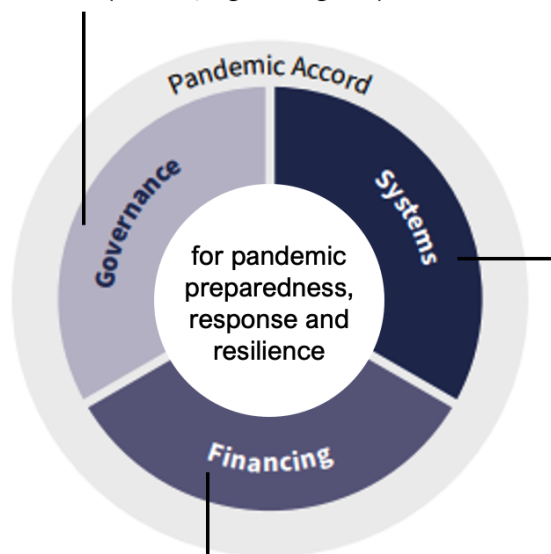 Pandemic Accord
Governance
Systems
for pandemic
preparedness,
response and
resilience
Financing